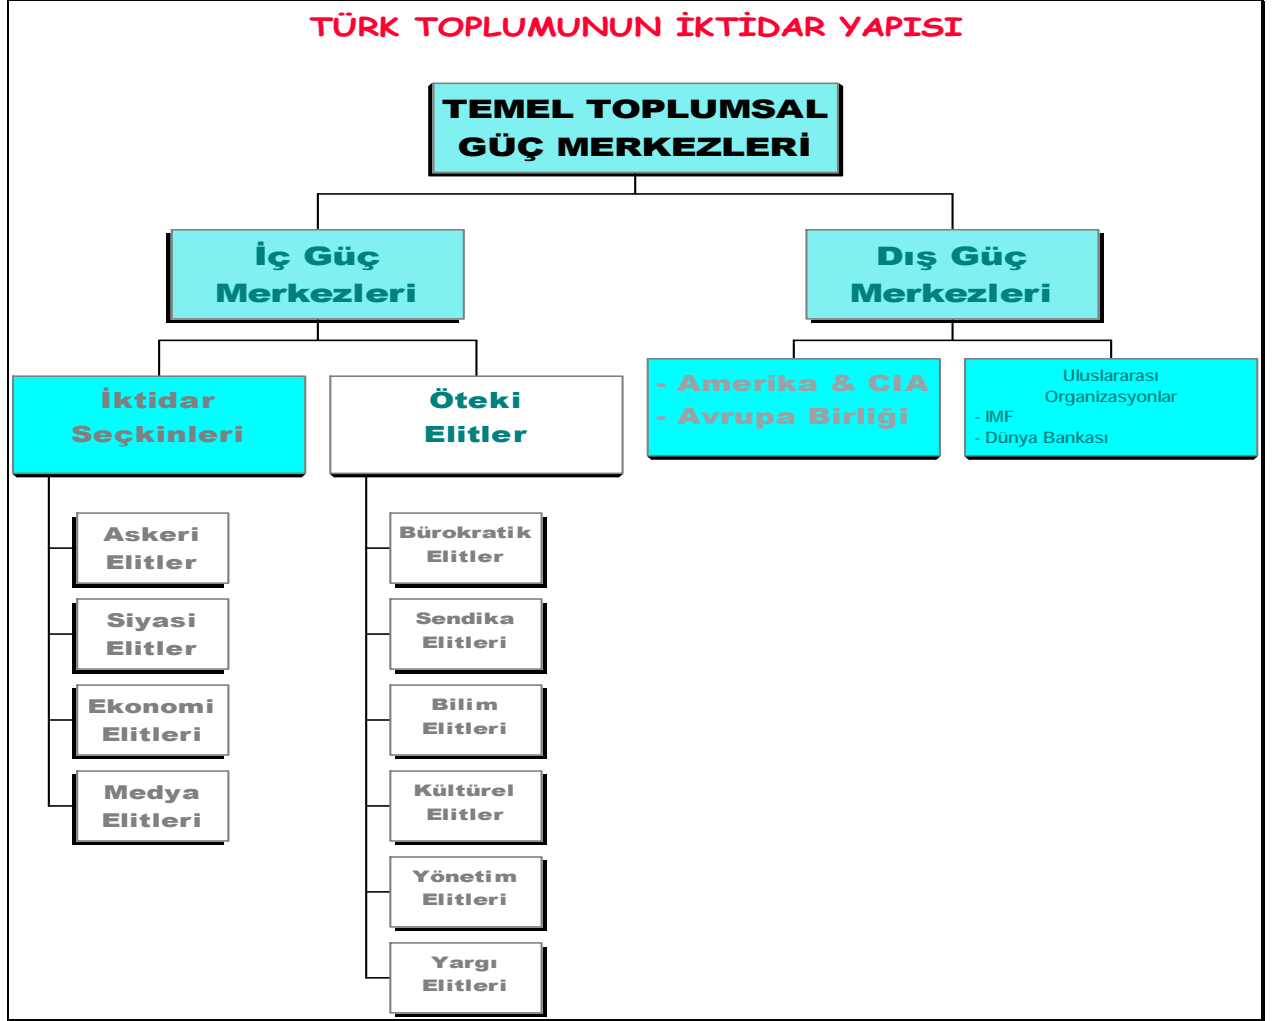 TÜRK TOPLUMUNUN İKTİDAR YAPISI
TEMEL TOPLUMSAL
GÜÇ MERKEZLERİ
İç Güç
Merkezleri
Dış Güç
Merkezleri
İktidar
Seçkinleri
Öteki
Elitler
- Amerika & CIA
- Avrupa Birliği
Uluslararası
Organizasyonlar
- IMF
- Dünya Bankası
Askeri
Elitler
Siyasi
Elitler
Ekonomi
Elitleri
Medya
Elitleri
Bürokratik
Elitler
Sendika
Elitleri
Bilim
Elitleri
Kültürel
Elitler
Yönetim
Elitleri
Yargı
Elitleri